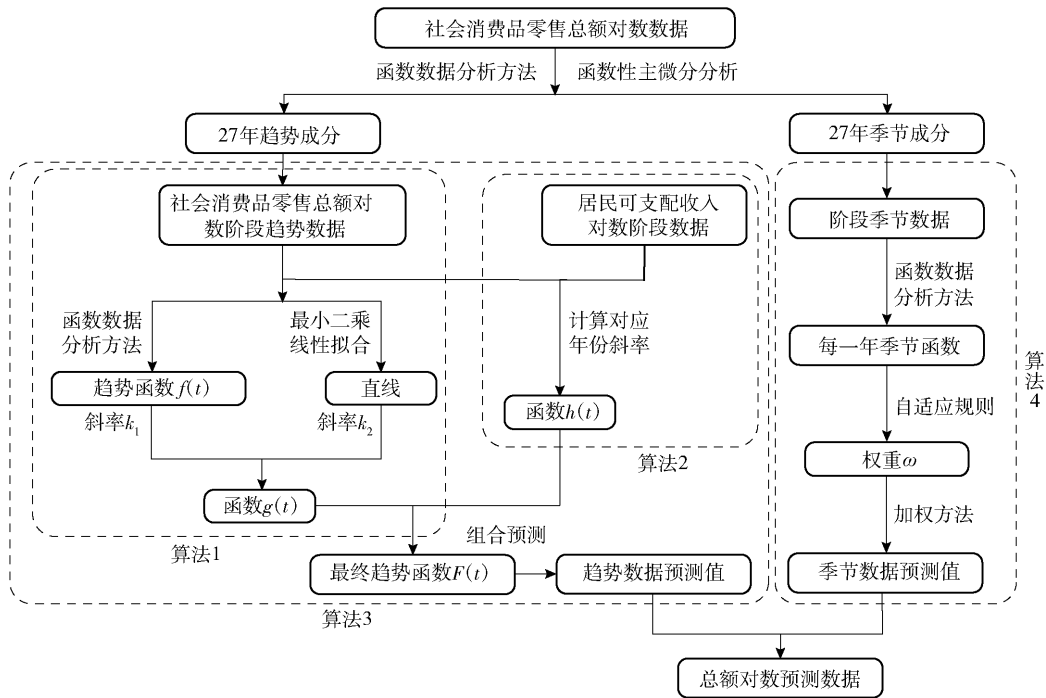 社会消费品零售总额对数数据
函数数据分析方法
函数性主微分分析
27年趋势成分
27年季节成分
社会消费品零售总额对
数阶段趋势数据
居民可支配收入
对数阶段数据
阶段季节数据
函数数据
分析方法
函数数据
分析方法
最小二乘
线性拟合
计算对应
年份斜率
每一年季节函数
趋势函数f(t)
直线
算法4
斜率k₁
斜率k₂
函数h(t)
自适应规则
算法2
权重ω
函数g(t)
组合预测
加权方法
算法1
最终趋势函数F(t)
趋势数据预测值
季节数据预测值
算法3
总额对数预测数据